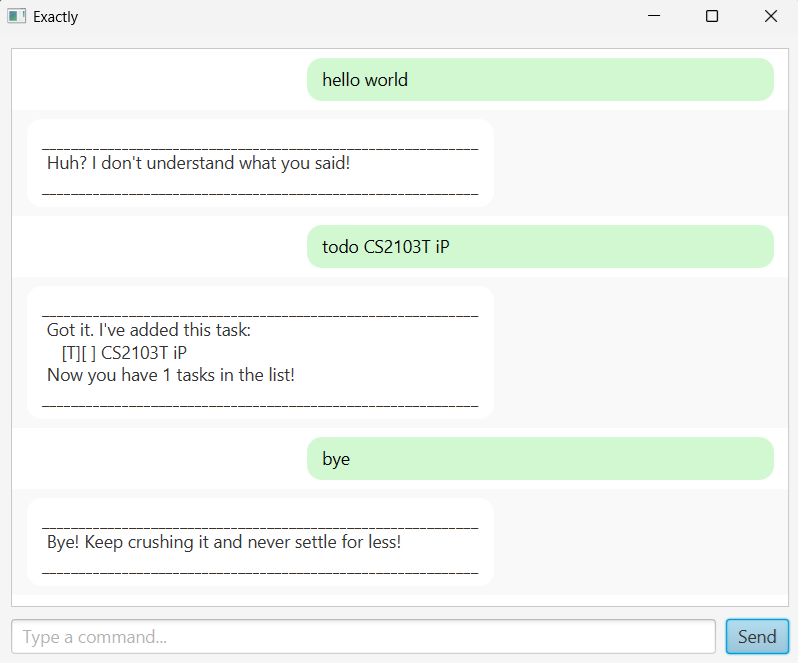 Exactly
hello world
____________________________________________________________
Huh? I don't understand what you said!
____________________________________________________________
todo CS2103T iP
____________________________________________________________
Got it. I've added this task:
[T][ ] CS2103T iP
Now you have 1 tasks in the list!
____________________________________________________________
bye
____________________________________________________________
Bye! Keep crushing it and never settle for less!
____________________________________________________________
Type a command...
Send